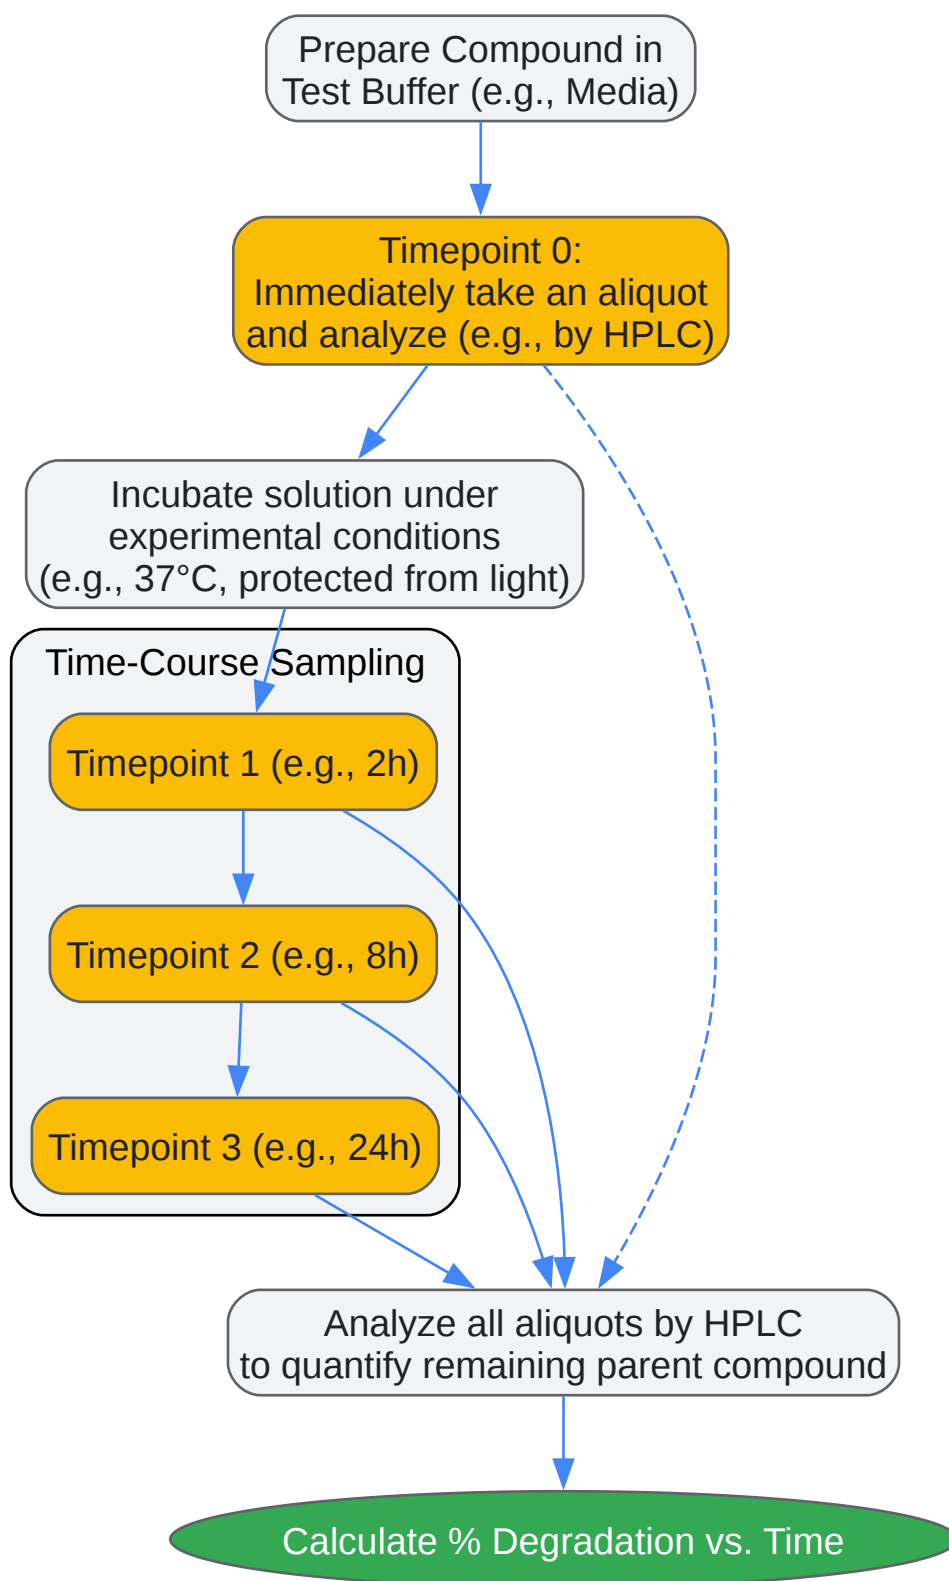 Prepare Compound in
Test Buffer (e.g., Media)
Timepoint 0:
Immediately take an aliquot
and analyze (e.g., by HPLC)
Incubate solution under
experimental conditions
(e.g., 37°C, protected from light)
Time-Course Sampling
Timepoint 1 (e.g., 2h)
Timepoint 2 (e.g., 8h)
Timepoint 3 (e.g., 24h)
Analyze all aliquots by HPLC
to quantify remaining parent compound
Calculate % Degradation vs. Time